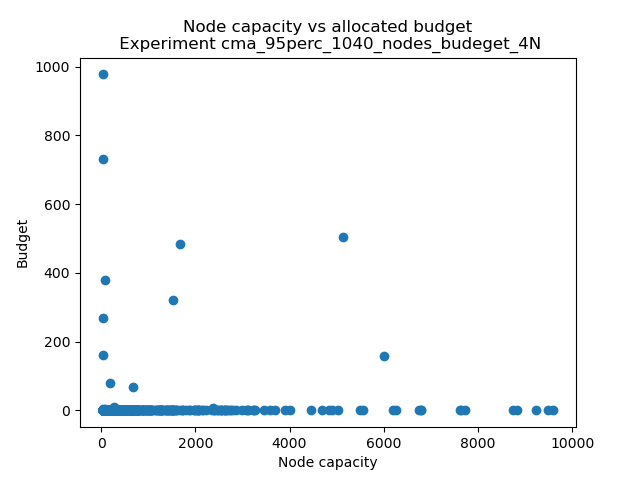 Node capacity vs allocated budget
Experiment cma_95perc_1040_nodes_budeget_4N
1000
800
600
400
200
0
Budget
0 2000 4000 6000 8000 10000
Node capacity